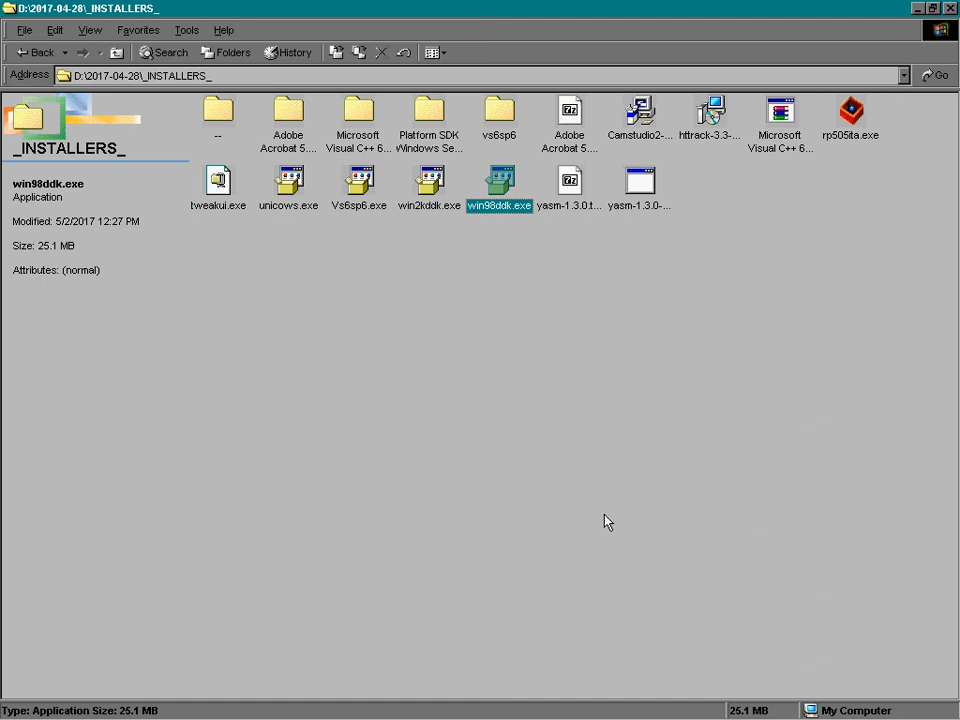 D:\2017-04-28\_INSTALLERS_
File Edit View Favorites Tools Help
Back Search Folders History
Address D:\2017-04-28\_INSTALLERS_ Go
_INSTALLERS_
win98ddk.exe
Application
Modified: 5/2/2017 12:27 PM
Size: 25.1 MB
Attributes: (normal)
--
Adobe
Acrobat 5....
Microsoft
Visual C++ 6...
Platform SDK
Windows Se...
vs6sp6
Adobe
Acrobat 5....
Camstudio2-...
httrack-3.3-...
Microsoft
Visual C++ 6...
rp505ita.exe
tweakui.exe
unicows.exe
Vs6sp6.exe
win2kddk.exe
win98ddk.exe
yasm-1.3.0.t...
yasm-1.3.0-...
Type: Application Size: 25.1 MB 25.1 MB My Computer